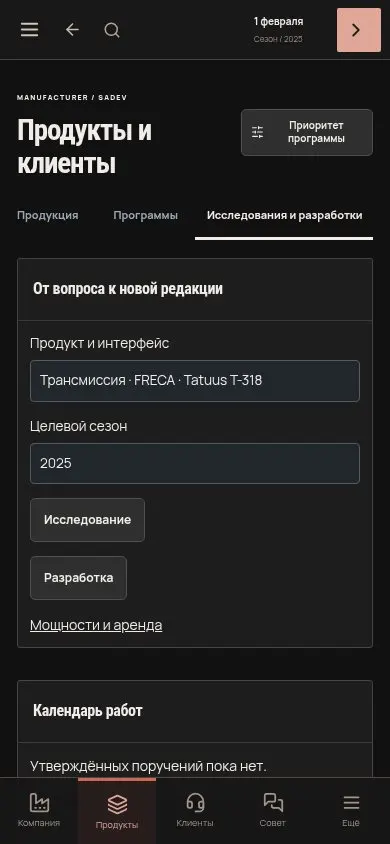 1 февраля
Сезон / 2025
MANUFACTURER / SADEV
Продукты и
клиенты
Приоритет
программы
Продукция
Программы
Исследования и разработки
От вопроса к новой редакции
Продукт и интерфейс
Трансмиссия · FRECA · Tatuus T-318
Целевой сезон
2025
Исследование
Разработка
Мощности и аренда
Календарь работ
Утверждённых поручений пока нет.
Компания
Продукты
Клиенты
Совет
Ещё